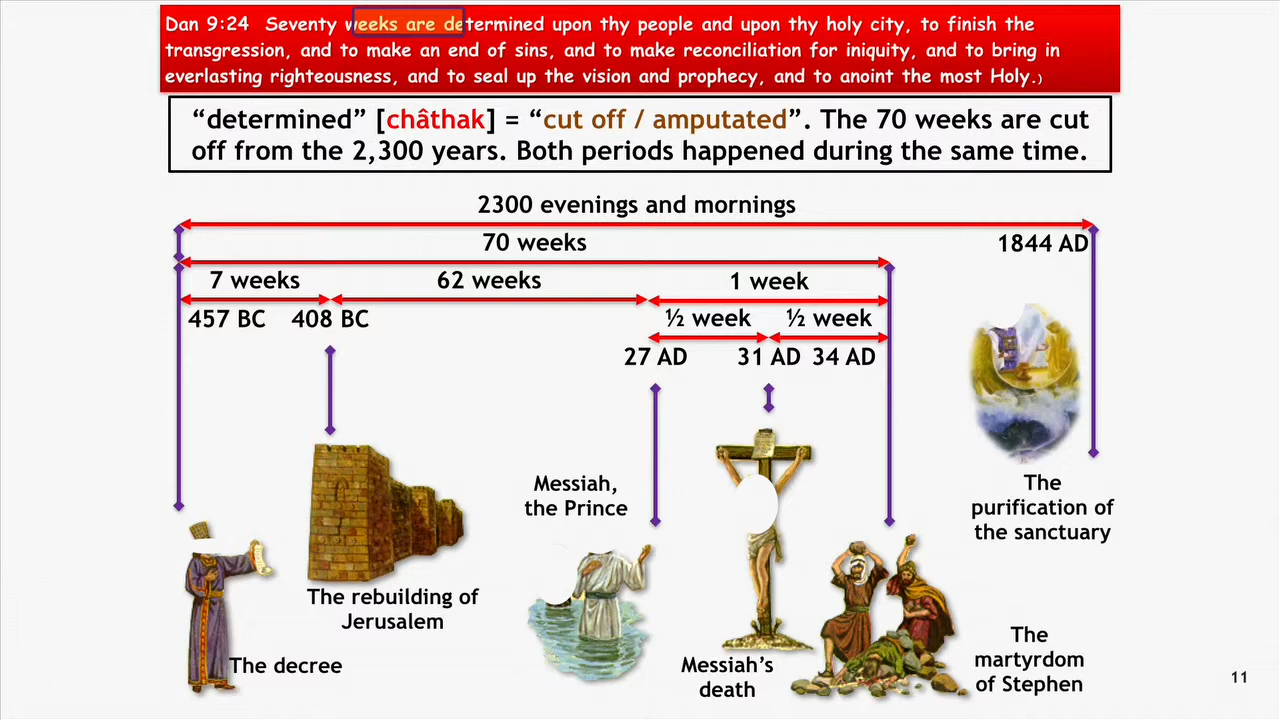 Dan 9:24 Seventy weeks are determined upon thy people and upon thy holy city, to finish the
transgression, and to make an end of sins, and to make reconciliation for iniquity, and to bring in
everlasting righteousness, and to seal up the vision and prophecy, and to anoint the most Holy.)
“determined” [châthak] = “cut off / amputated”. The 70 weeks are cut
off from the 2,300 years. Both periods happened during the same time.
2300 evenings and mornings
70 weeks
1844 AD
7 weeks
62 weeks
1 week
457 BC
408 BC
½ week
½ week
27 AD
31 AD
34 AD
Messiah,
the Prince
The
purification of
the sanctuary
The rebuilding of
Jerusalem
The decree
Messiah’s
death
The
martyrdom
of Stephen
11